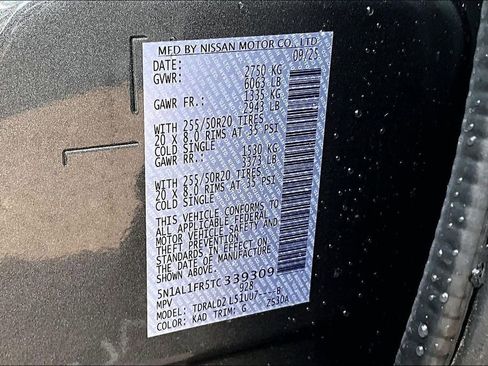 MFD BY NISSAN MOTOR CO., LTD.
DATE: 09/25
GVWR: 2750 KG
6063 LB
GAWR FR.: 1335 KG
2943 LB
WITH 255/50R20 TIRES
20 X 8.0 RIMS AT 35 PSI
COLD SINGLE
GAWR RR.: 1530 KG
3373 LB
WITH 255/50R20 TIRES
20 X 8.0 RIMS AT 35 PSI
COLD SINGLE
THIS VEHICLE CONFORMS TO
ALL APPLICABLE FEDERAL
MOTOR VEHICLE SAFETY AND
THEFT PREVENTION
STANDARDS IN EFFECT ON
THE DATE OF MANUFACTURE
SHOWN ABOVE.
5N1AL1FR5TC339309
MPV 928
MODEL: TDRALD2L51UU7---B
COLOR: KAD TRIM: G 2530A